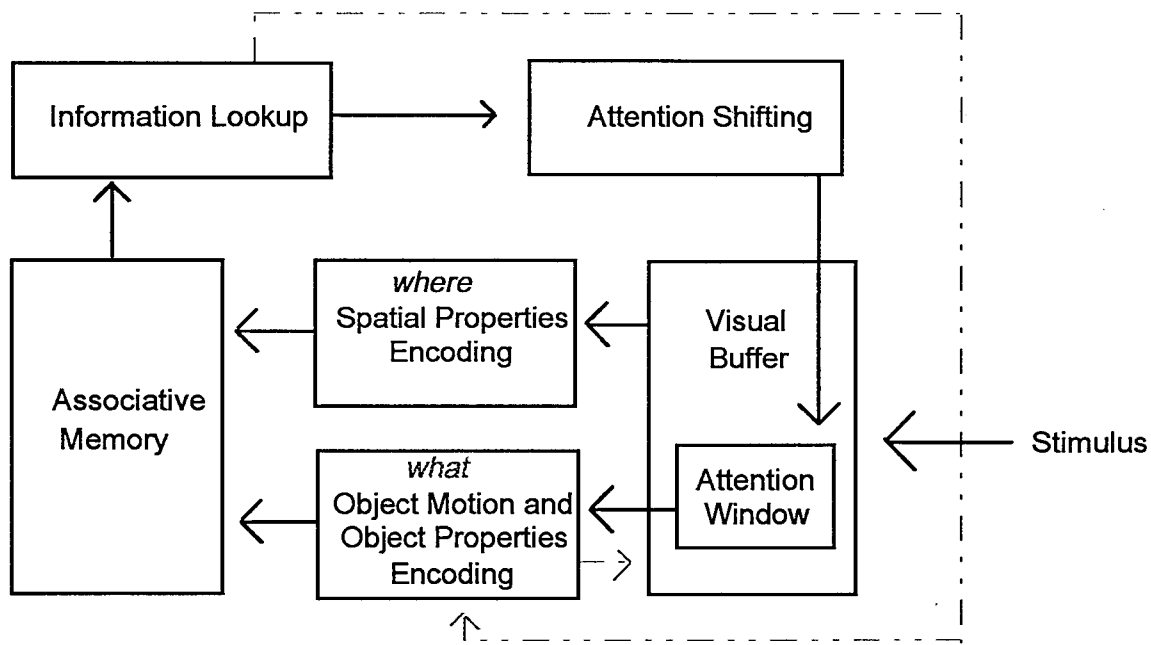 Information Lookup
Attention Shifting
where
Spatial Properties
Encoding
Visual
Buffer
Associative
Memory
Stimulus
what
Object Motion and
Object Properties
Encoding
Attention
Window